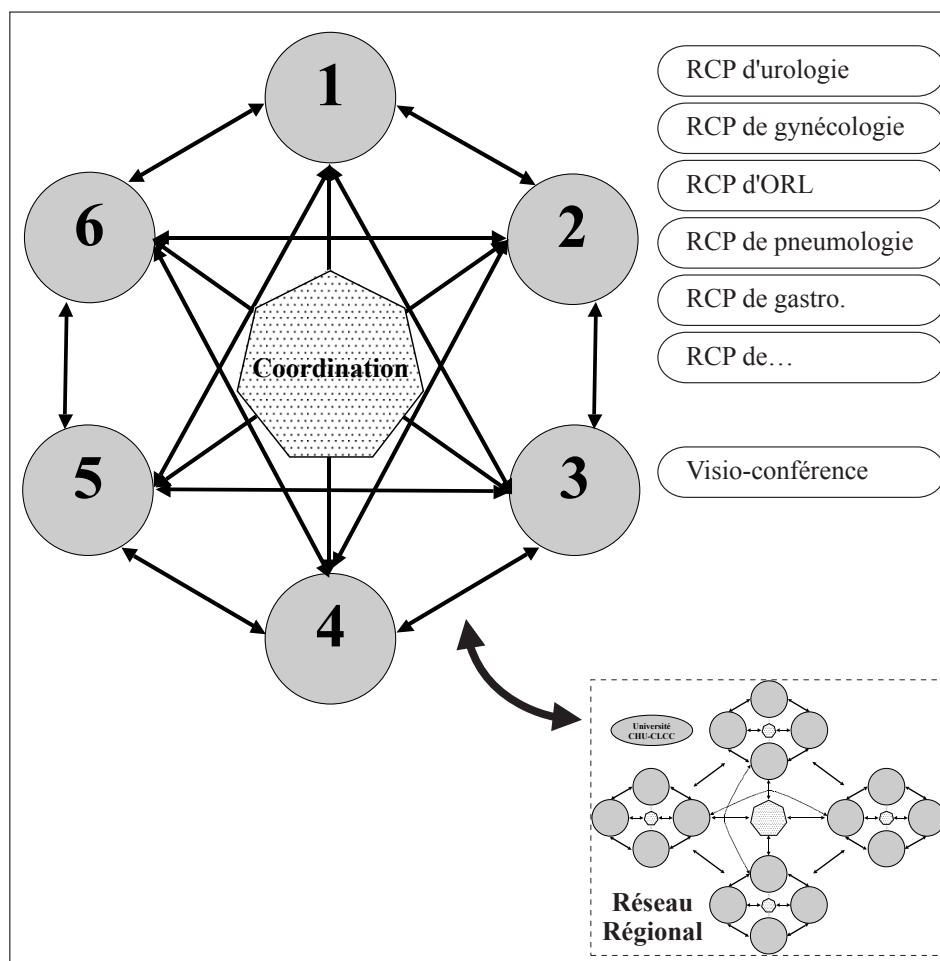 1
2
3
4
5
6
Coordination
RCP d'urologie
RCP de gynécologie
RCP d'ORL
RCP de pneumologie
RCP de gastro.
RCP de…
Visio-conférence
Université
CHU-CLCC
Réseau
Régional